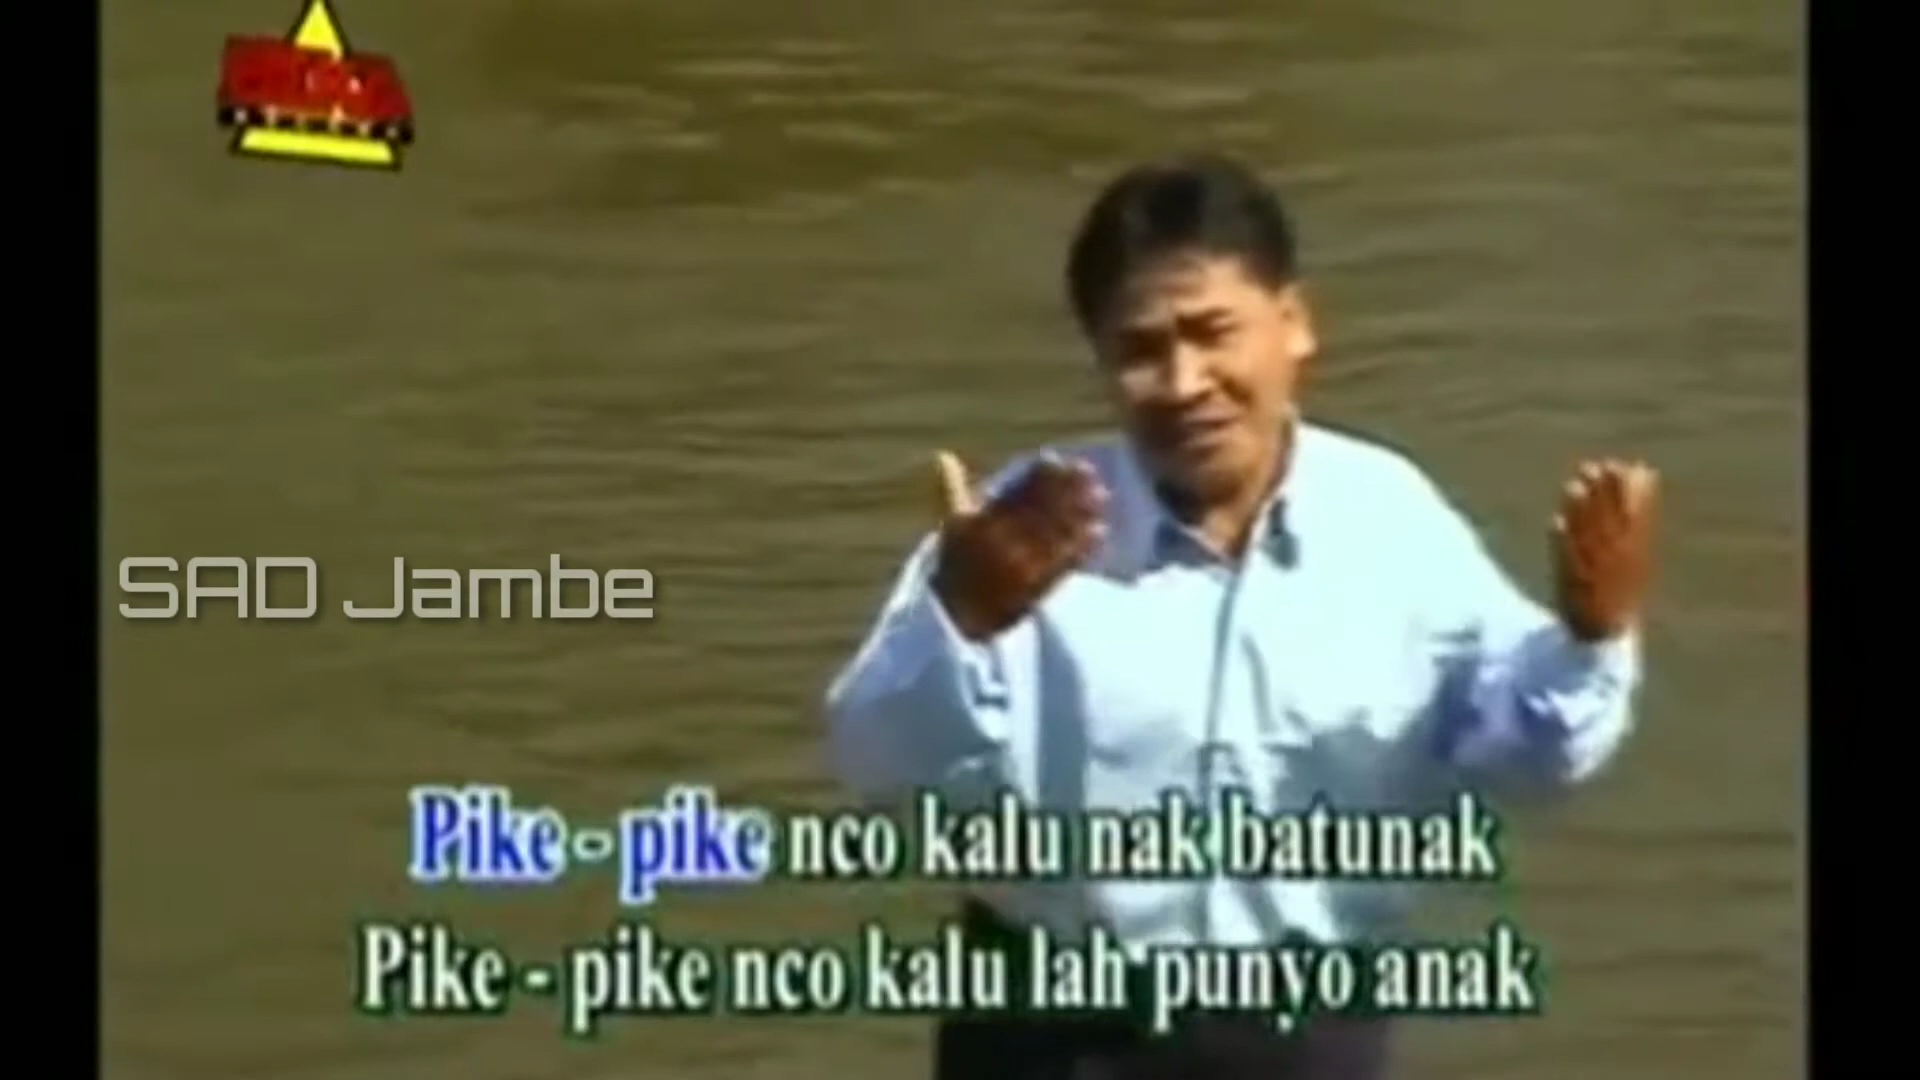 SAD Jambe
Pike - pike nco kalu nak batunak
Pike - pike nco kalu lah punyo anak